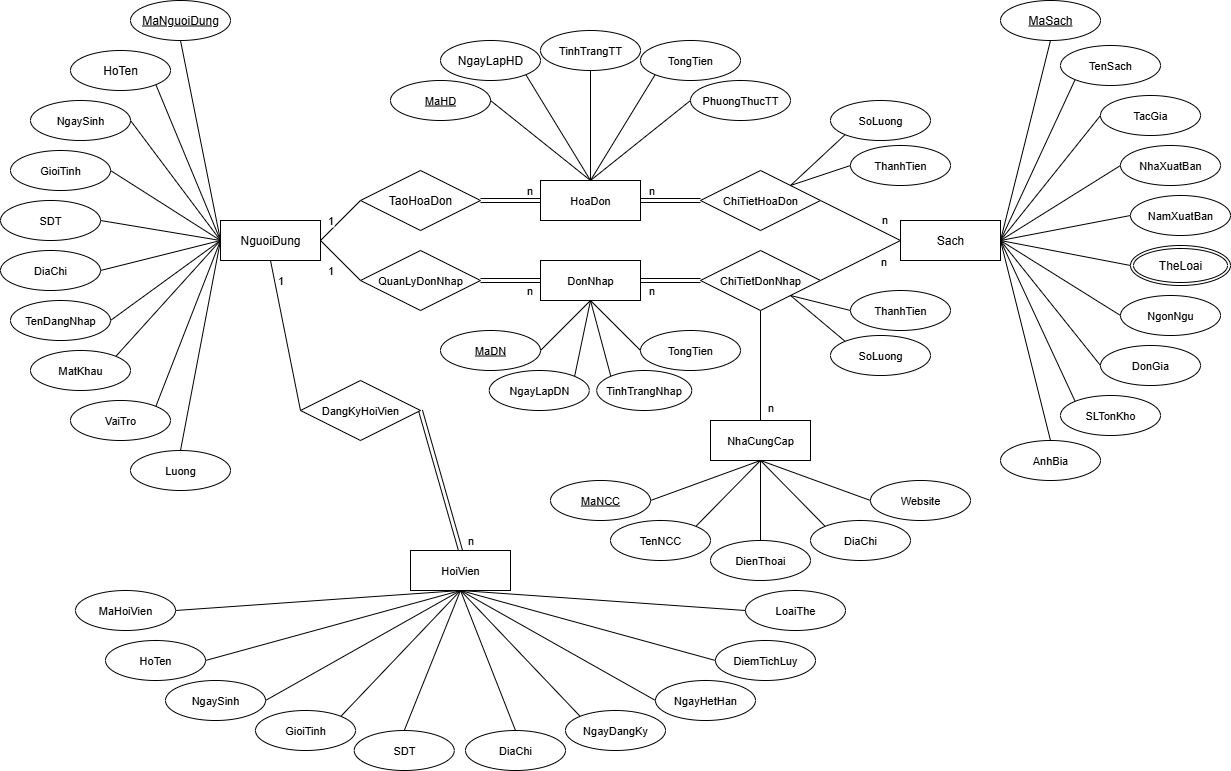 MaNguoiDung
HoTen
NgaySinh
GioiTinh
SDT
DiaChi
TenDangNhap
MatKhau
VaiTro
Luong
NguoiDung
1
1
1
TaoHoaDon
n
QuanLyDonNhap
n
DangKyHoiVien
n
MaHD
NgayLapHD
TinhTrangTT
TongTien
PhuongThucTT
HoaDon
n
ChiTietHoaDon
SoLuong
ThanhTien
n
DonNhap
n
ChiTietDonNhap
n
ThanhTien
SoLuong
MaDN
NgayLapDN
TinhTrangNhap
TongTien
n
NhaCungCap
MaNCC
TenNCC
DienThoai
DiaChi
Website
Sach
MaSach
TenSach
TacGia
NhaXuatBan
NamXuatBan
TheLoai
NgonNgu
DonGia
SLTonKho
AnhBia
HoiVien
MaHoiVien
HoTen
NgaySinh
GioiTinh
SDT
DiaChi
NgayDangKy
NgayHetHan
DiemTichLuy
LoaiThe